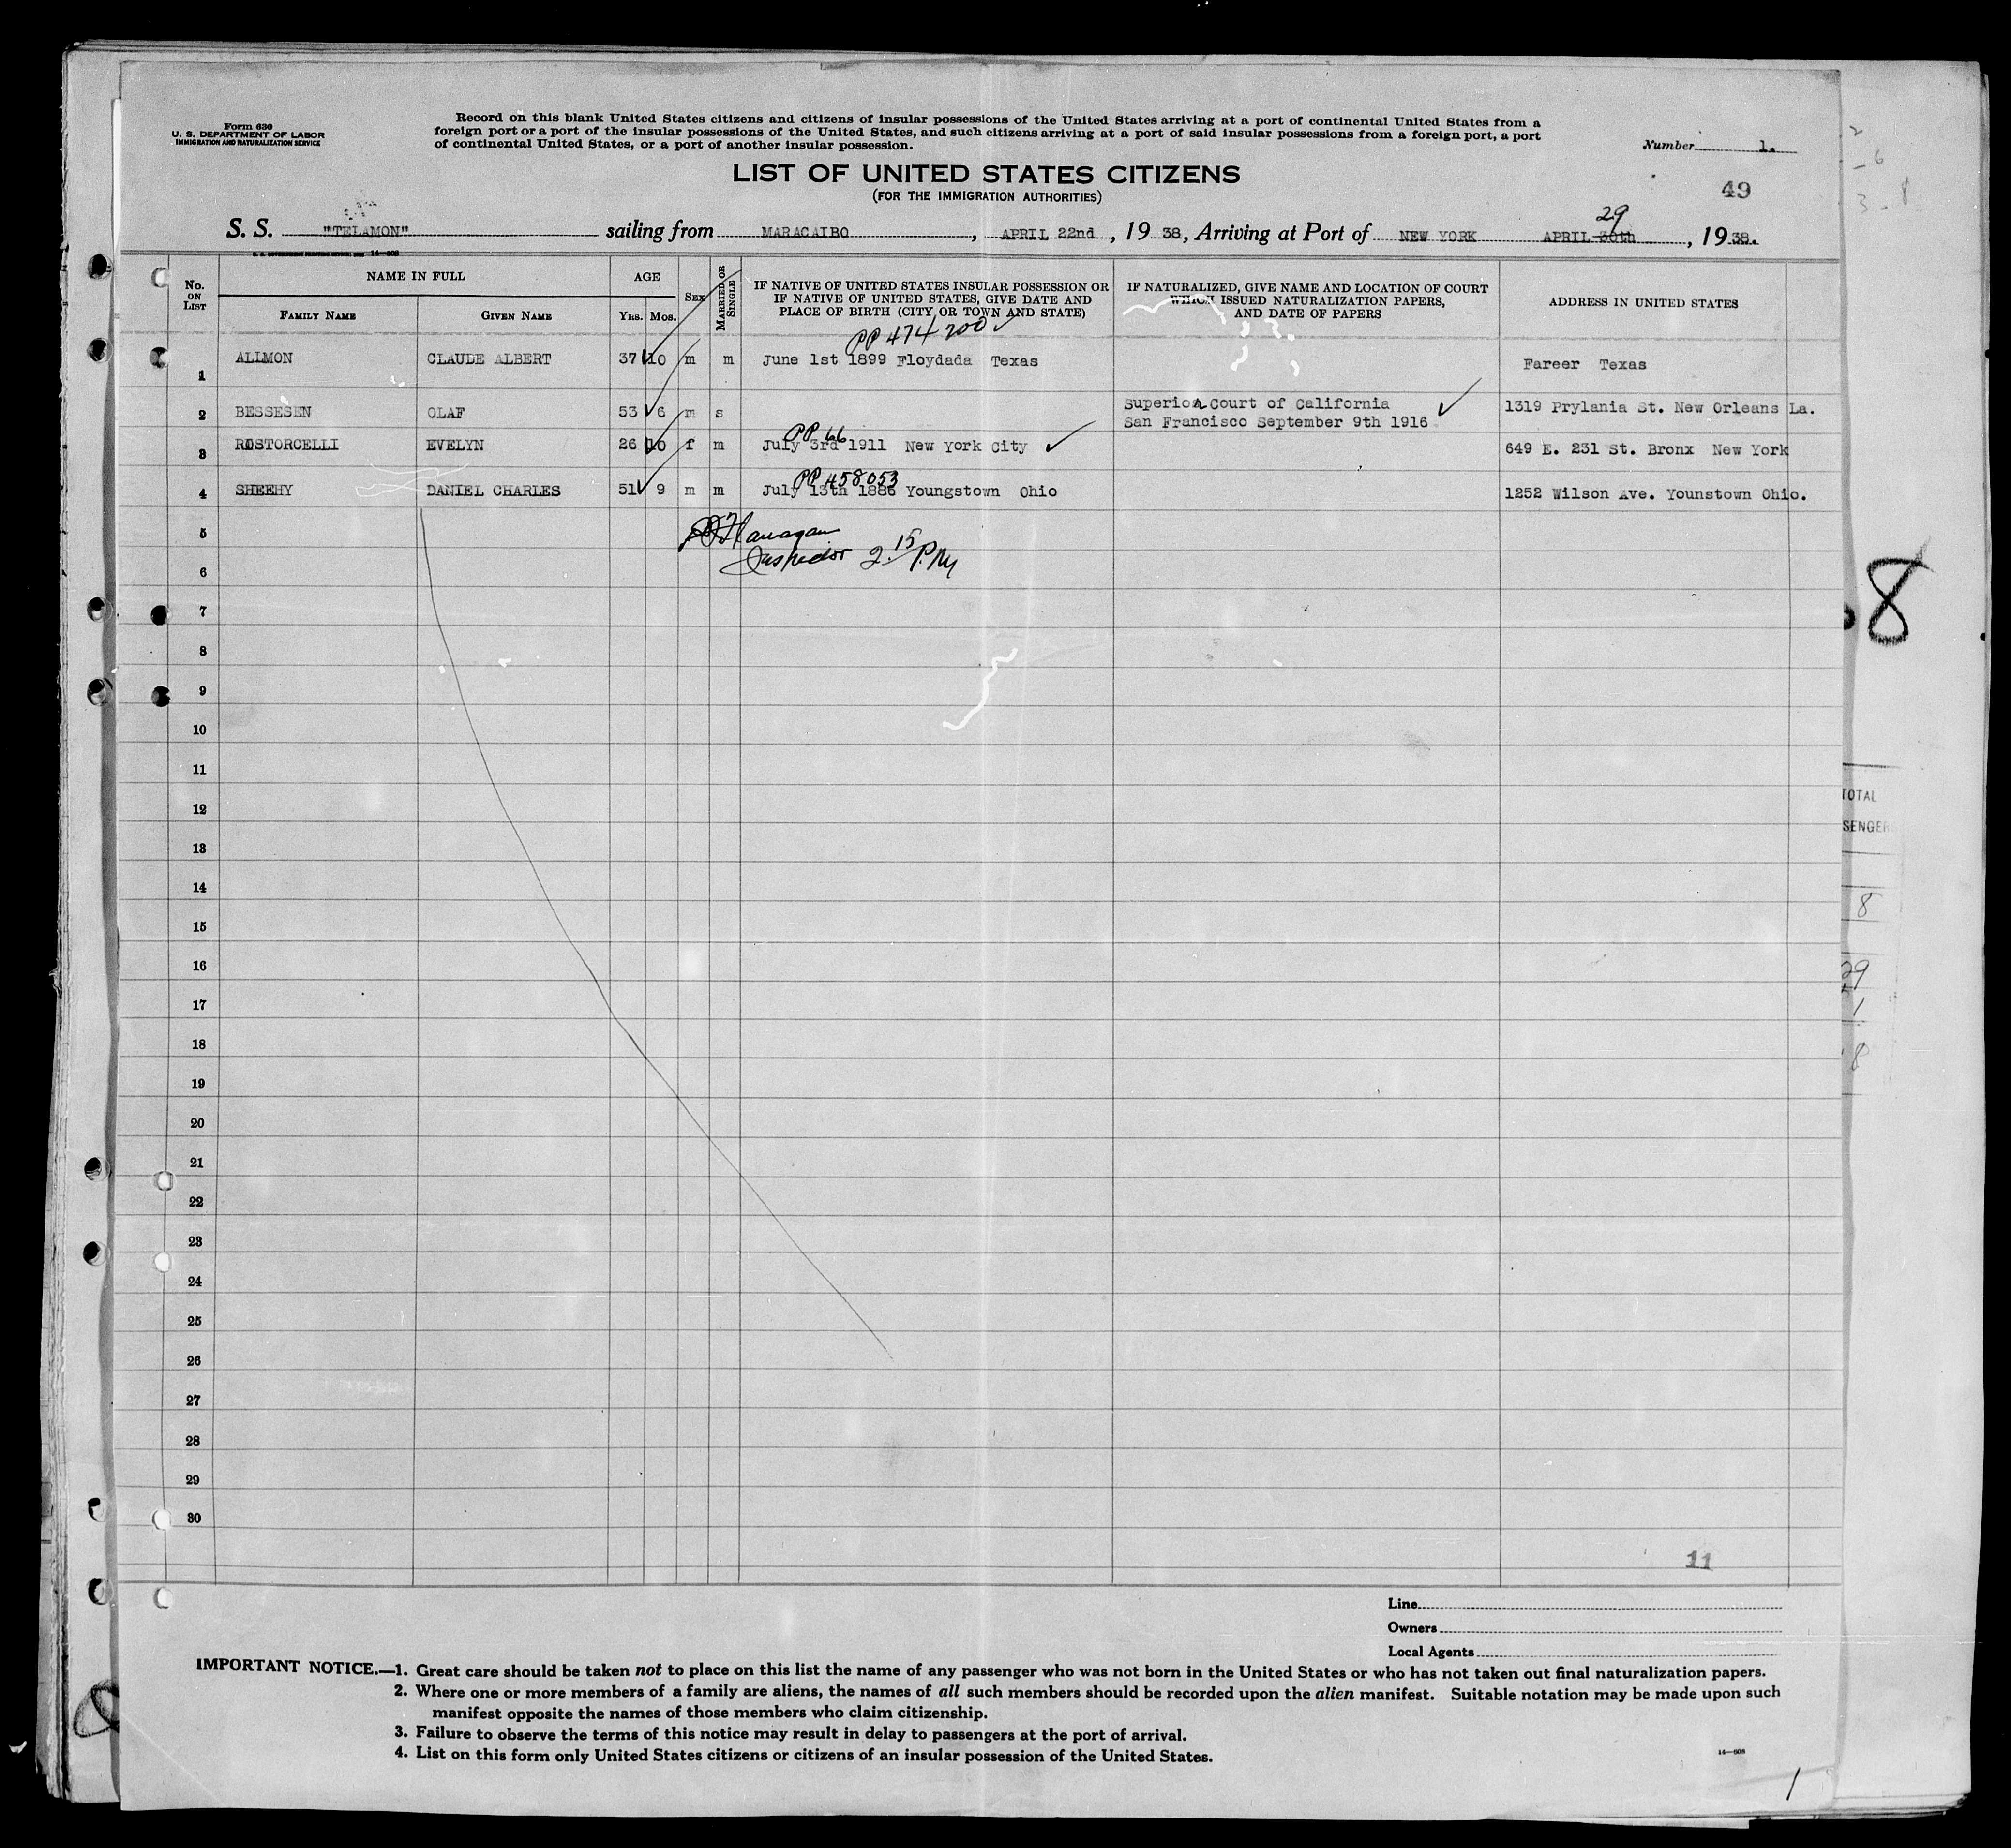 Form 630
U. S. DEPARTMENT OF LABOR
IMMIGRATION AND NATURALIZATION SERVICE
Record on this blank United States citizens and citizens of insular possessions of the United States arriving at a port of continental United States from a
foreign port or a port of the insular possessions of the United States, and such citizens arriving at a port of said insular possessions from a foreign port, a port
of continental United States, or a port of another insular possession.
Number 1.
LIST OF UNITED STATES CITIZENS
(FOR THE IMMIGRATION AUTHORITIES)
49
29
S. S. "TELAMON" sailing from MARACAIBO, APRIL 22nd, 1938, Arriving at Port of NEW YORK APRIL 30th, 1938.
14—608
No. ON LIST
NAME IN FULL
FAMILY NAME
GIVEN NAME
AGE
YRS. MOS.
SEX
MARRIED OR SINGLE
IF NATIVE OF UNITED STATES INSULAR POSSESSION OR
IF NATIVE OF UNITED STATES, GIVE DATE AND
PLACE OF BIRTH (CITY OR TOWN AND STATE)
IF NATURALIZED, GIVE NAME AND LOCATION OF COURT
WHICH ISSUED NATURALIZATION PAPERS,
AND DATE OF PAPERS
ADDRESS IN UNITED STATES
PP 474200 ✓
1 ALLMON CLAUDE ALBERT 37 10 m m June 1st 1899 Floydada Texas Fareer Texas
2 BESSESEN OLAF 53 6 m s Superior Court of California ✓ 1319 Prylania St. New Orleans La.
San Francisco September 9th 1916
PP 66
3 ROSTORCELLI EVELYN 26 10 f m July 3rd 1911 New York City ✓ 649 E. 231 St. Bronx New York
PP 458053
4 SHEEHY DANIEL CHARLES 51 9 m m July 13th 1886 Youngstown Ohio 1252 Wilson Ave. Younstown Ohio.
5 Flanagan
6 Inspector 2 15 P.M
7
8
9
10
11
12
13
14
15
16
17
18
19
20
21
22
23
24
25
26
27
28
29
30
11
8
TOTAL
8
29
1
8
Line
Owners
Local Agents
IMPORTANT NOTICE.—1. Great care should be taken not to place on this list the name of any passenger who was not born in the United States or who has not taken out final naturalization papers.
2. Where one or more members of a family are aliens, the names of all such members should be recorded upon the alien manifest. Suitable notation may be made upon such
manifest opposite the names of those members who claim citizenship.
3. Failure to observe the terms of this notice may result in delay to passengers at the port of arrival.
4. List on this form only United States citizens or citizens of an insular possession of the United States.
14—608
1